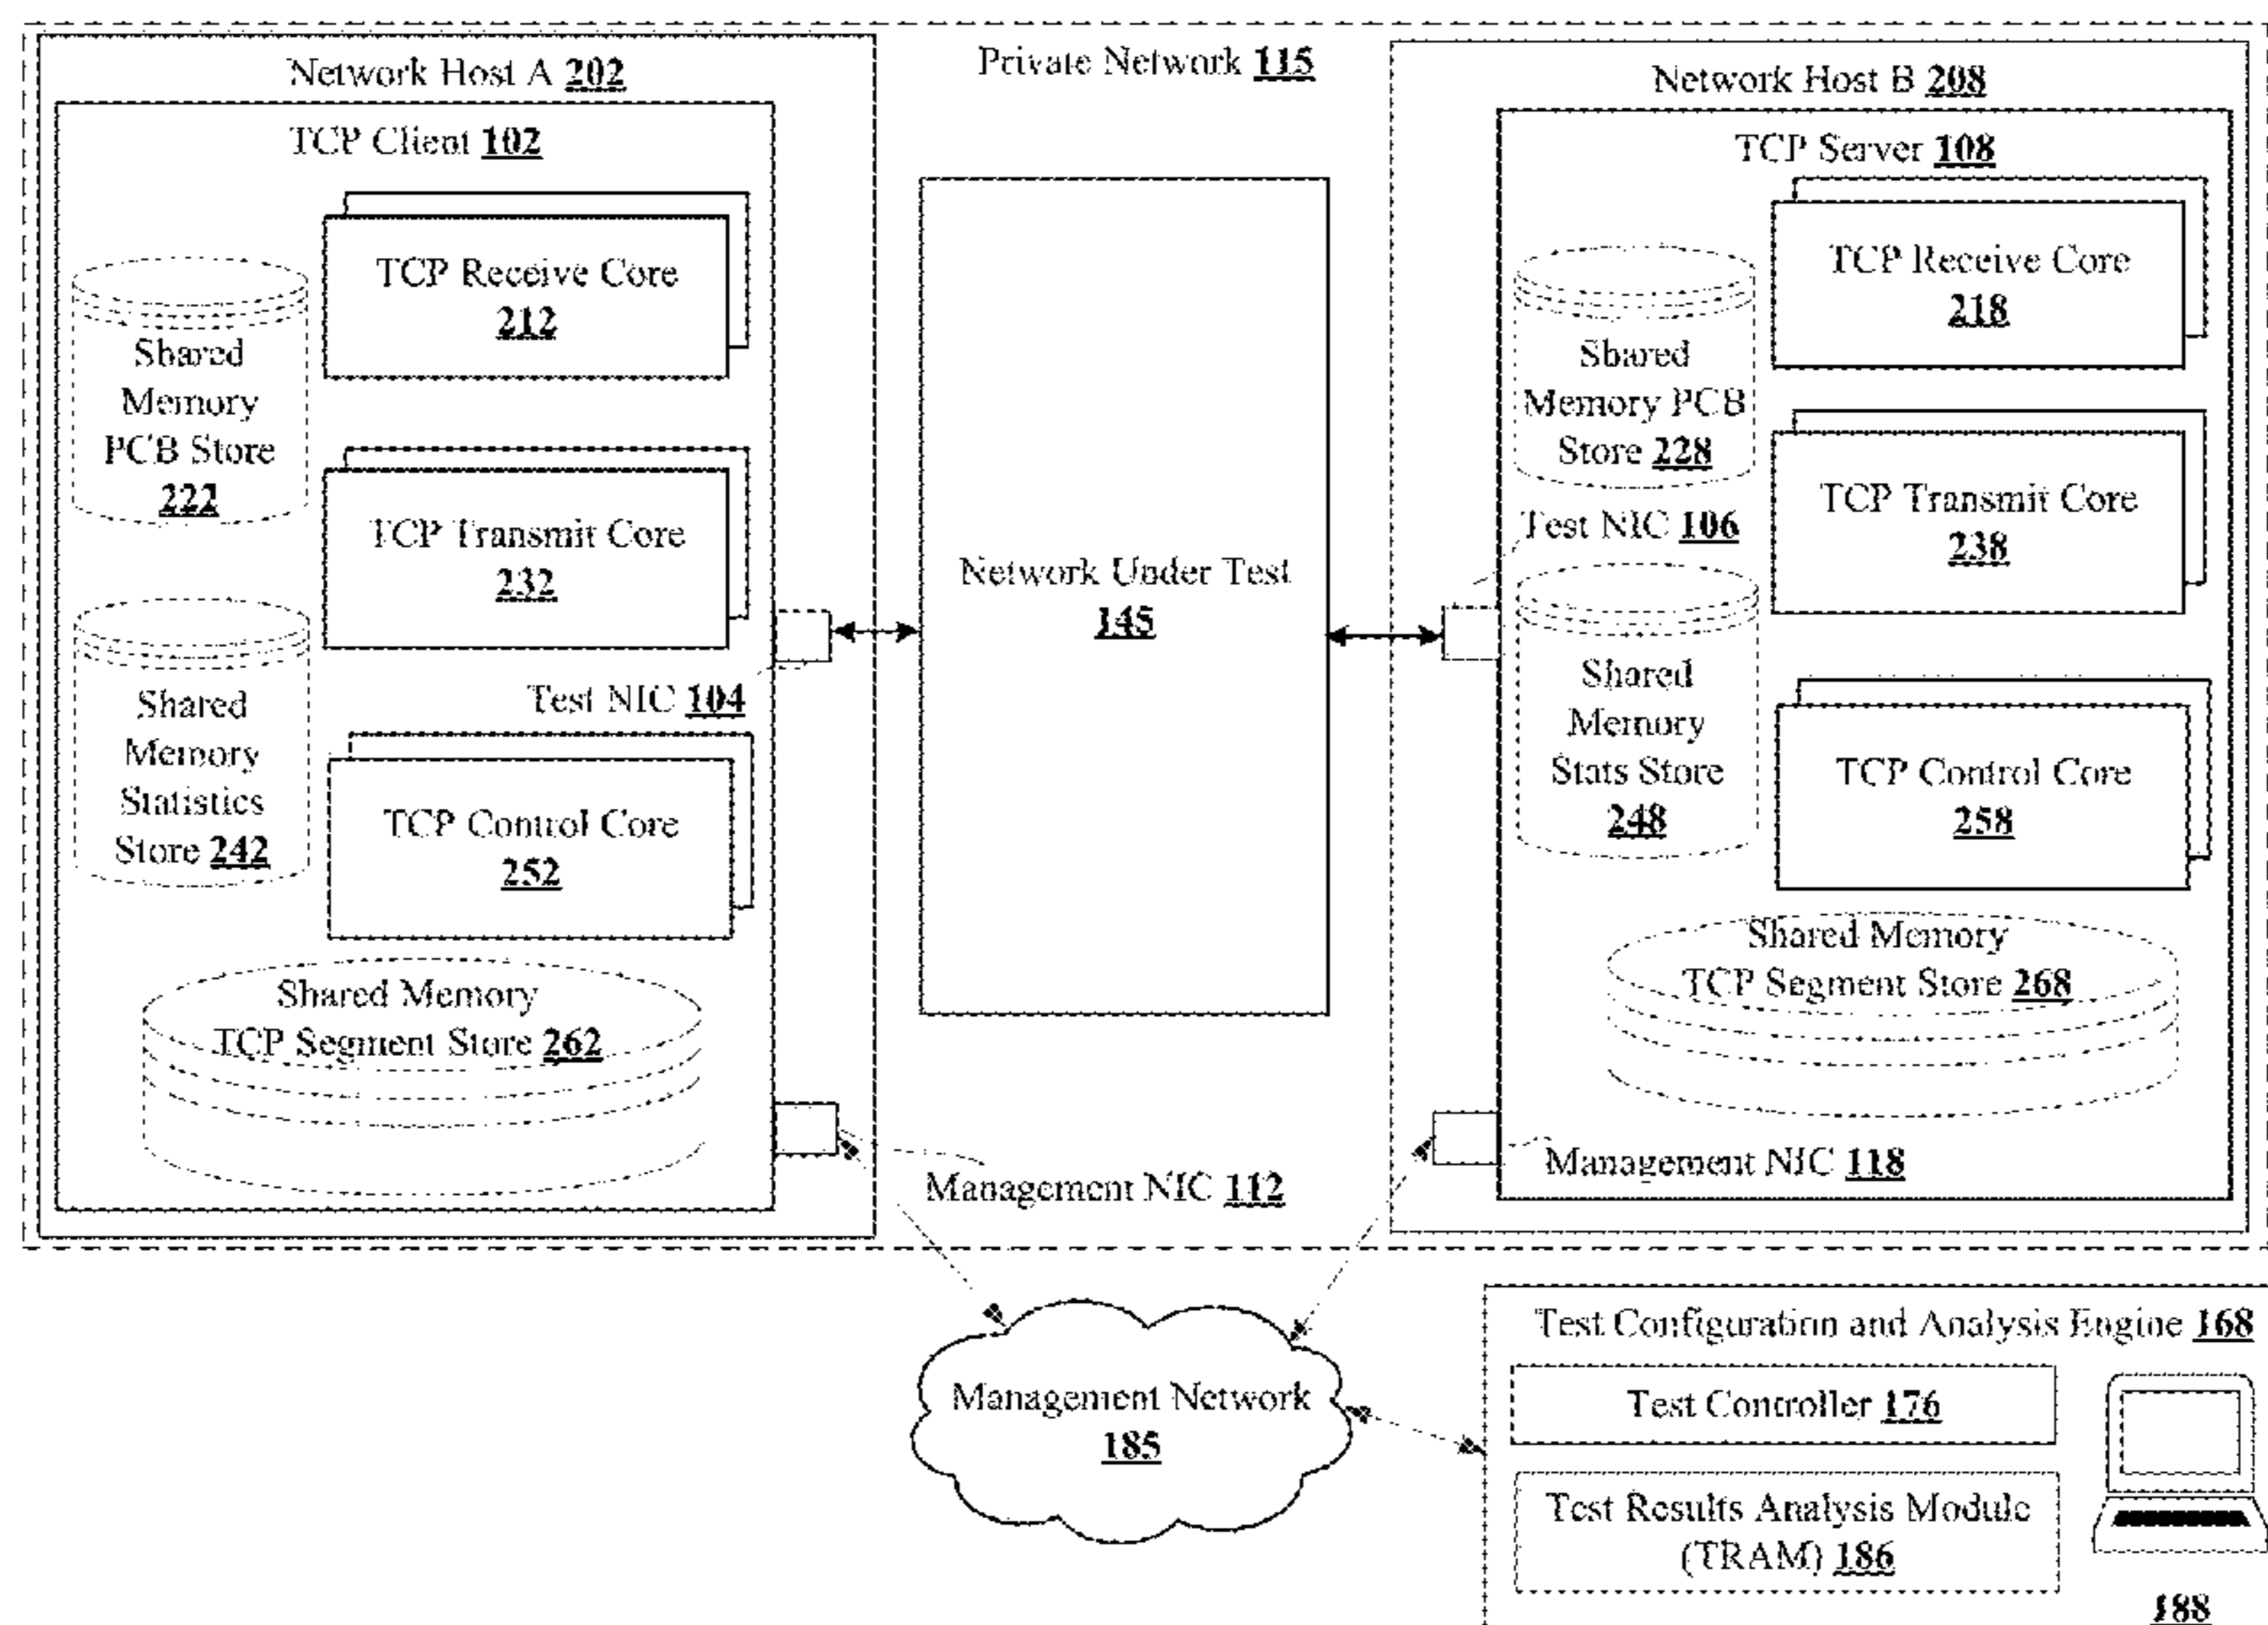 Private Network 115
Network Host A 202
TCP Client 102
TCP Receive Core
212
Shared
Memory
PCB Store
222
TCP Transmit Core
232
Shared
Memory
Statistics
Store 242
Test NIC 104
TCP Control Core
252
Shared Memory
TCP Segment Store 262
Network Under Test
145
Management NIC 112
Network Host B 208
TCP Server 108
TCP Receive Core
218
Shared
Memory PCB
Store 228
TCP Transmit Core
238
Test NIC 106
Shared
Memory
Stats Store
248
TCP Control Core
258
Shared Memory
TCP Segment Store 268
Management NIC 118
Management Network
185
Test Configuration and Analysis Engine 168
Test Controller 176
Test Results Analysis Module
(TRAM) 186
188